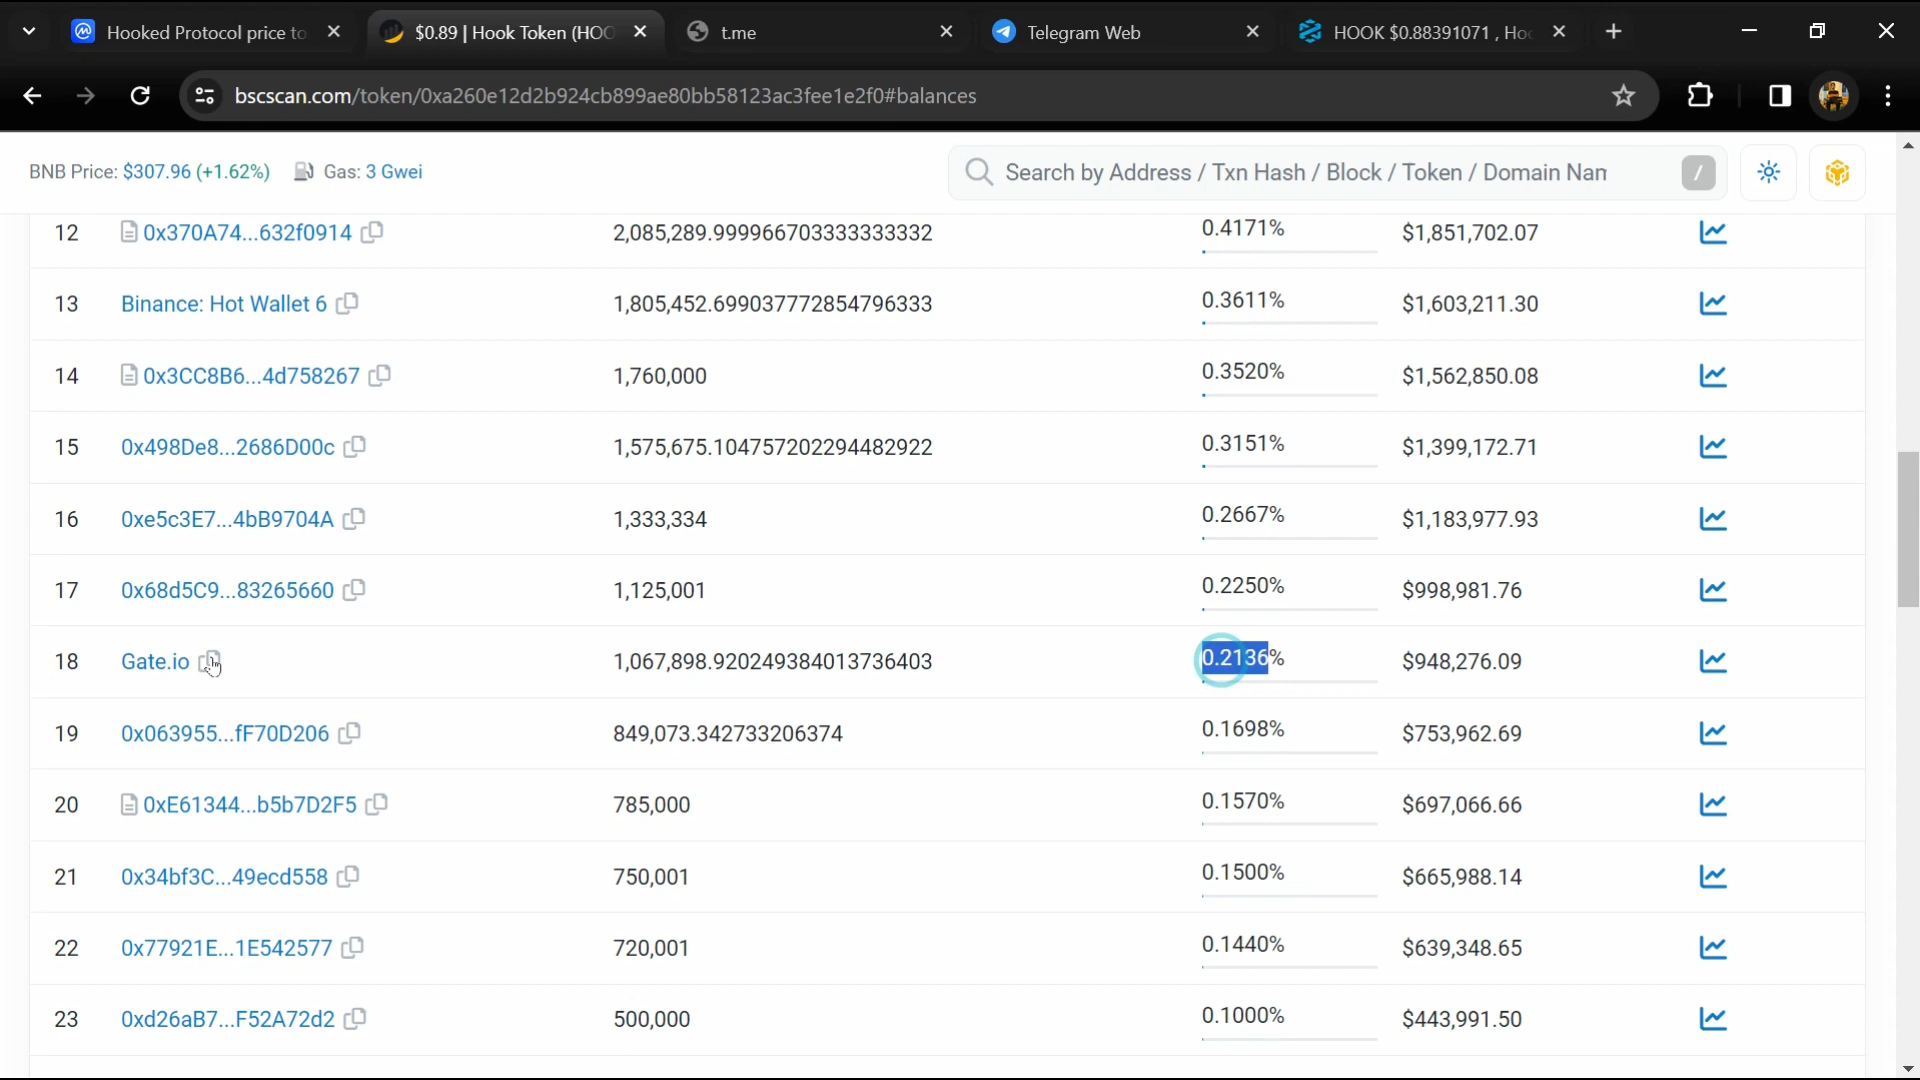 Hooked Protocol price to
$0.89 | Hook Token (HOO
t.me
Telegram Web
HOOK $0.88391071 , Ho
bscscan.com/token/0xa260e12d2b924cb899ae80bb58123ac3fee1e2f0#balances
BNB Price: $307.96 (+1.62%) Gas: 3 Gwei
Search by Address / Txn Hash / Block / Token / Domain Nam /
12 0x370A74...632f0914 2,085,289.999966703333333332 0.4171% $1,851,702.07
13 Binance: Hot Wallet 6 1,805,452.699037772854796333 0.3611% $1,603,211.30
14 0x3CC8B6...4d758267 1,760,000 0.3520% $1,562,850.08
15 0x498De8...2686D00c 1,575,675.104757202294482922 0.3151% $1,399,172.71
16 0xe5c3E7...4bB9704A 1,333,334 0.2667% $1,183,977.93
17 0x68d5C9...83265660 1,125,001 0.2250% $998,981.76
18 Gate.io 1,067,898.920249384013736403 0.2136% $948,276.09
19 0x063955...fF70D206 849,073.342733206374 0.1698% $753,962.69
20 0xE61344...b5b7D2F5 785,000 0.1570% $697,066.66
21 0x34bf3C...49ecd558 750,001 0.1500% $665,988.14
22 0x77921E...1E542577 720,001 0.1440% $639,348.65
23 0xd26aB7...F52A72d2 500,000 0.1000% $443,991.50